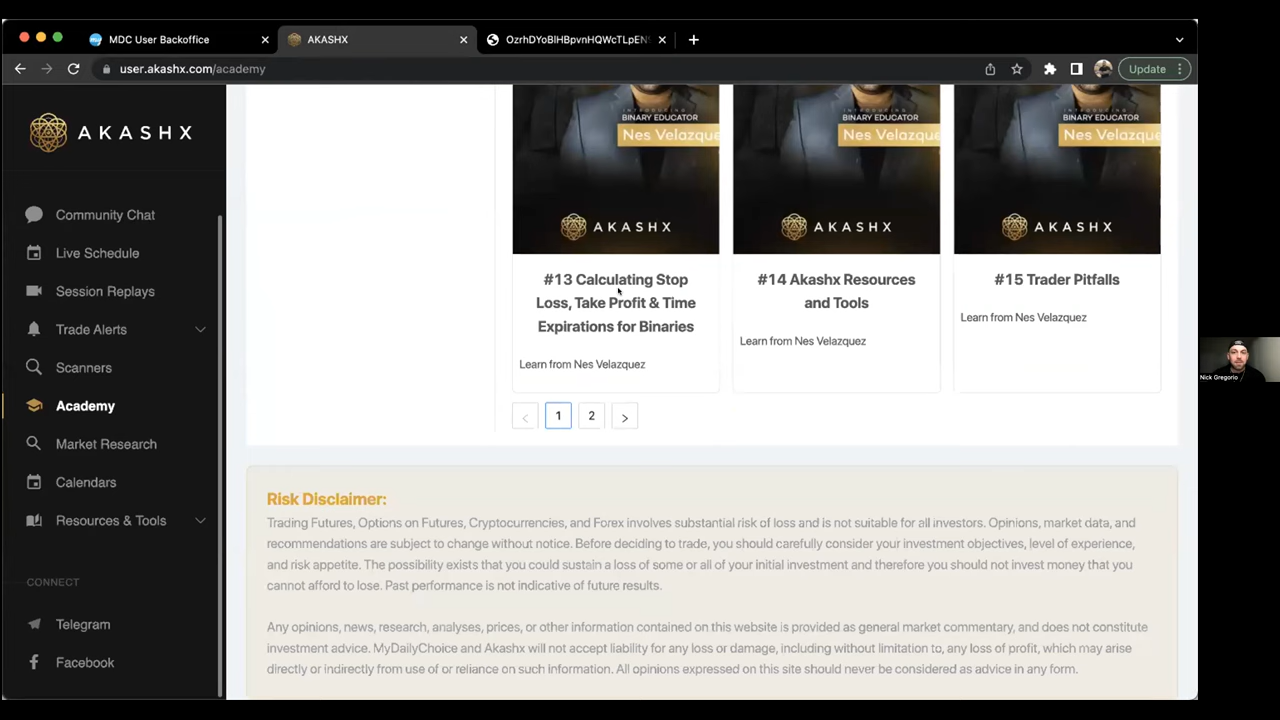 MDC User Backoffice
AKASHX
OzrhDYoBlHBpvnHQWcTLpENS
user.akashx.com/academy
Update
AKASHX
Community Chat
Live Schedule
Session Replays
Trade Alerts
Scanners
Academy
Market Research
Calendars
Resources & Tools
CONNECT
Telegram
Facebook
INTRODUCING
BINARY EDUCATOR
Nes Velazque
AKASHX
#13 Calculating Stop
Loss, Take Profit & Time
Expirations for Binaries
Learn from Nes Velazquez
INTRODUCING
BINARY EDUCATOR
Nes Velazque
AKASHX
#14 Akashx Resources
and Tools
Learn from Nes Velazquez
INTRODUCING
BINARY EDUCATOR
Nes Velazque
AKASHX
#15 Trader Pitfalls
Learn from Nes Velazquez
< 1 2 >
Risk Disclaimer:
Trading Futures, Options on Futures, Cryptocurrencies, and Forex involves substantial risk of loss and is not suitable for all investors. Opinions, market data, and
recommendations are subject to change without notice. Before deciding to trade, you should carefully consider your investment objectives, level of experience,
and risk appetite. The possibility exists that you could sustain a loss of some or all of your initial investment and therefore you should not invest money that you
cannot afford to lose. Past performance is not indicative of future results.
Any opinions, news, research, analyses, prices, or other information contained on this website is provided as general market commentary, and does not constitute
investment advice. MyDailyChoice and Akashx will not accept liability for any loss or damage, including without limitation to, any loss of profit, which may arise
directly or indirectly from use of or reliance on such information. All opinions expressed on this site should never be considered as advice in any form.
Nick Gregorio